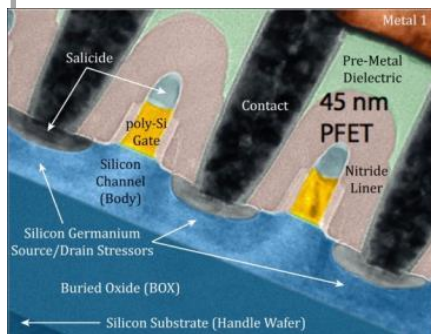 Metal 1
Salicide
Pre-Metal
Dielectric
Contact
45 nm
PFET
poly-Si
Gate
Nitride
Liner
Silicon
Channel
(Body)
Silicon Germanium
Source/Drain Stressors
Buried Oxide (BOX)
Silicon Substrate (Handle Wafer)